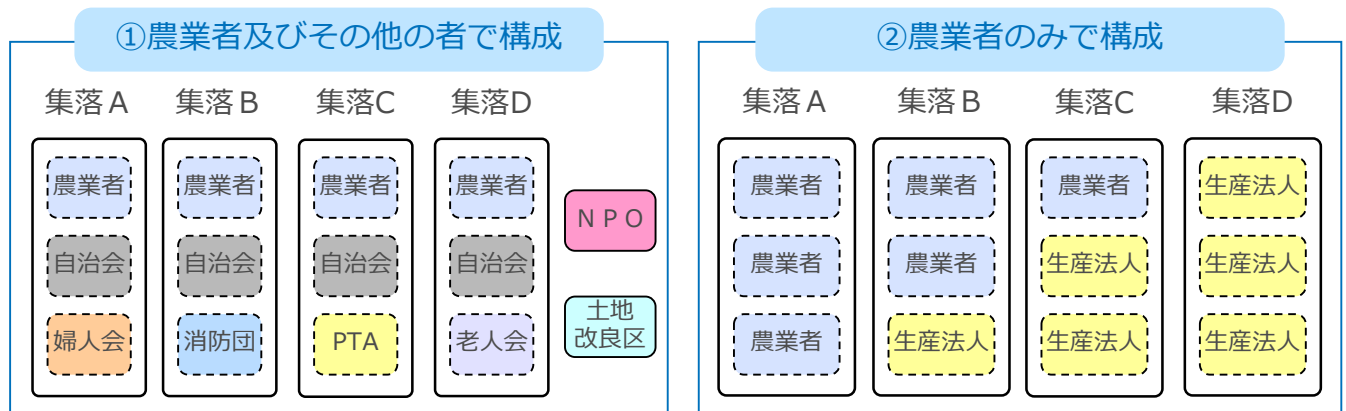 ①農業者及びその他の者で構成
集落A 集落B 集落C 集落D
農業者 農業者 農業者 農業者
NPO
自治会 自治会 自治会 自治会
土地
改良区
婦人会 消防団 PTA 老人会
②農業者のみで構成
集落A 集落B 集落C 集落D
農業者 農業者 農業者 生産法人
農業者 農業者 生産法人 生産法人
農業者 生産法人 生産法人 生産法人